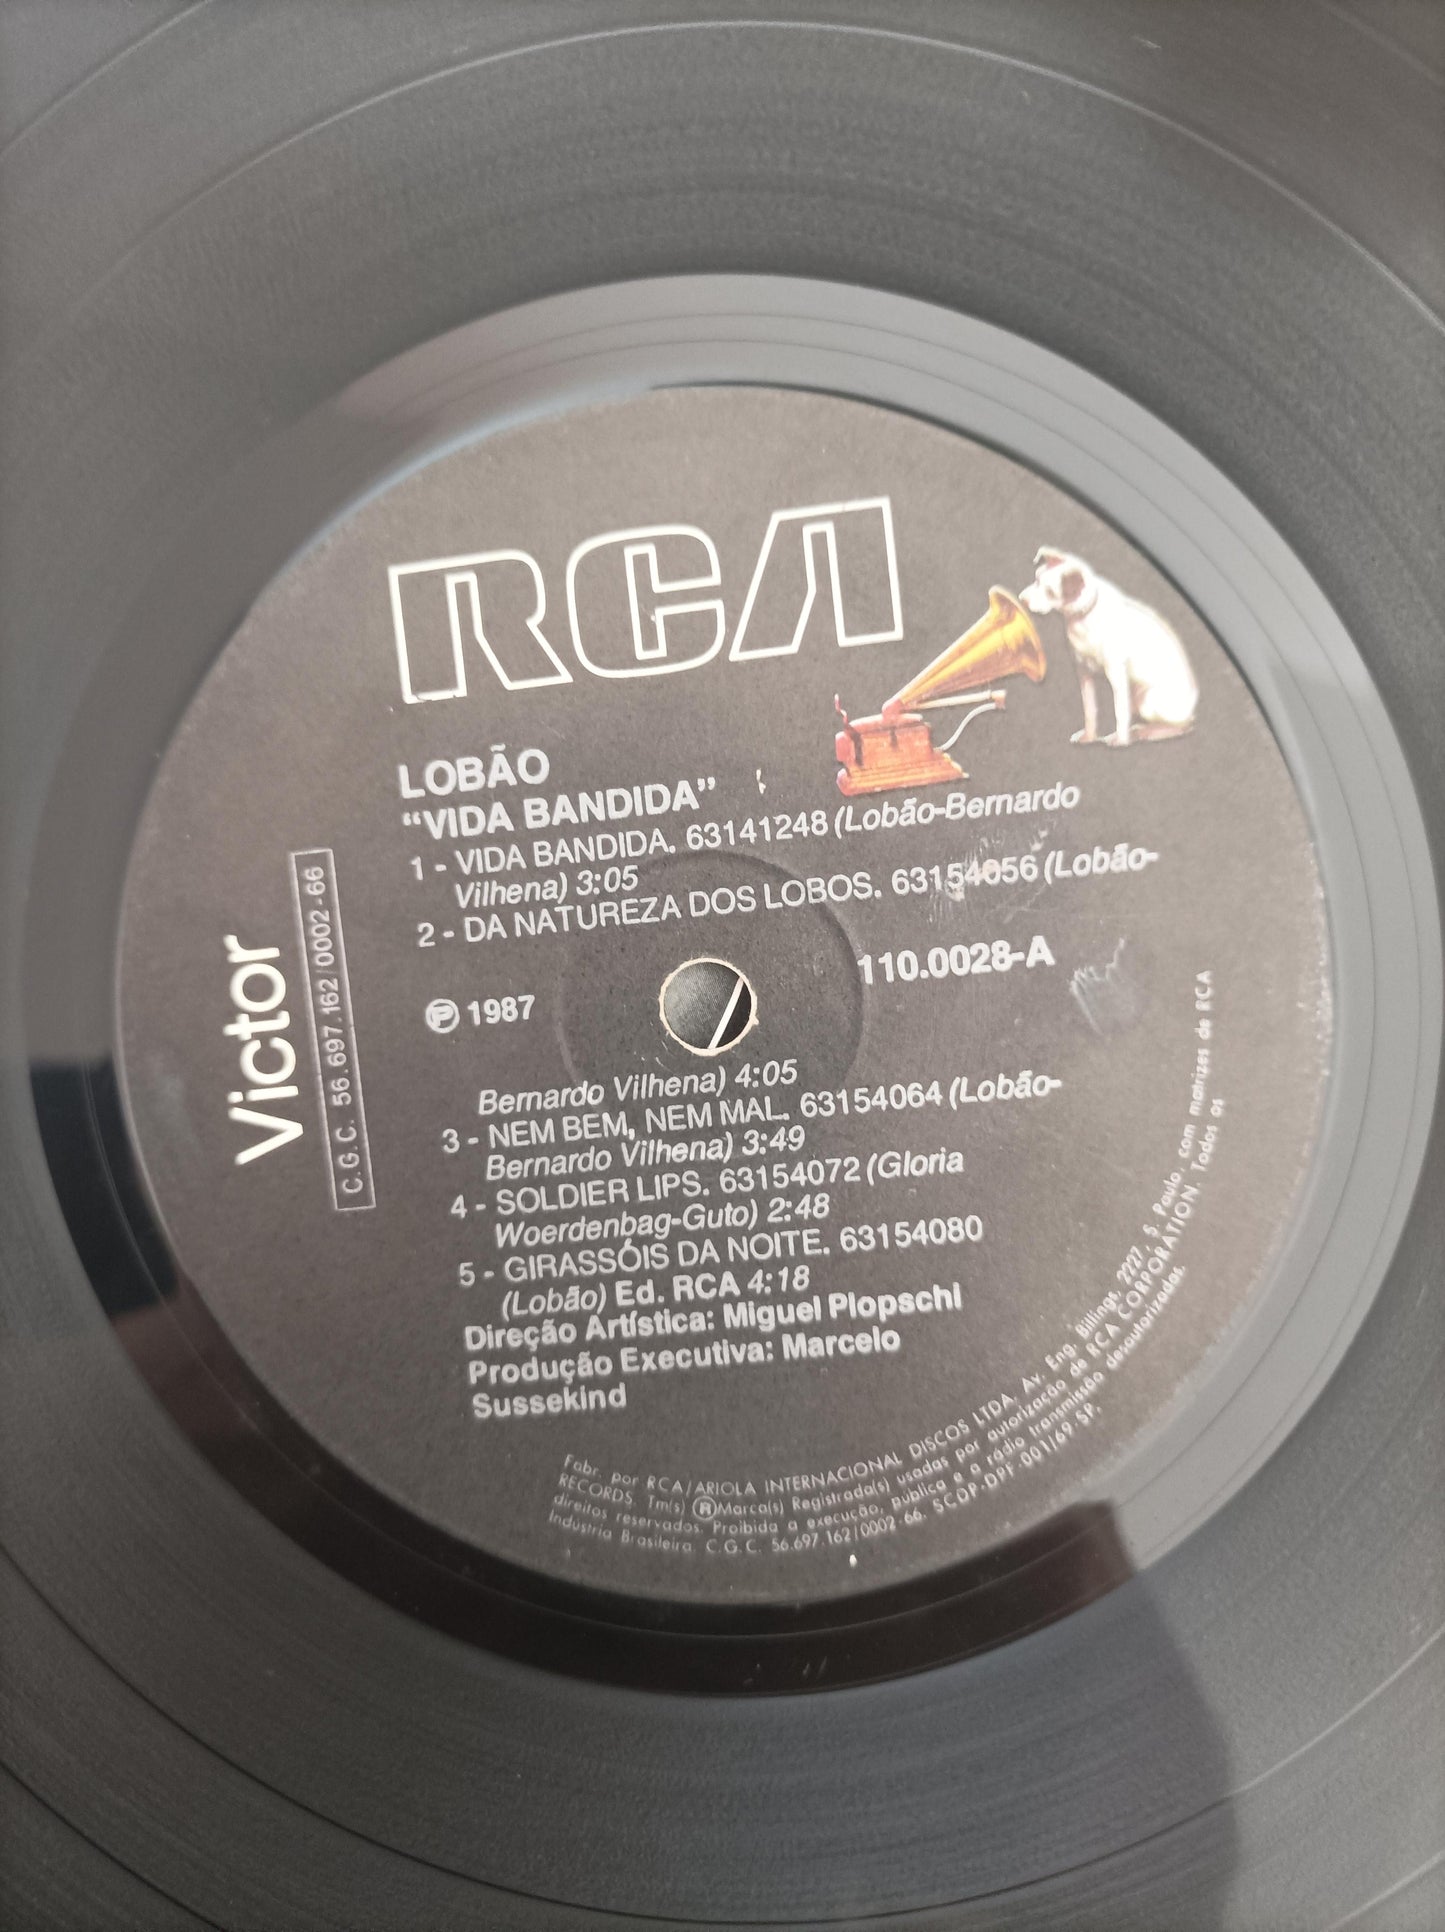 RCA
Victor
C.G.C. 56.697.162/0002-66
LOBÃO
“VIDA BANDIDA”
1 - VIDA BANDIDA. 63141248 (Lobão-Bernardo
Vilhena) 3:05
2 - DA NATUREZA DOS LOBOS. 63154056 (Lobão-
℗ 1987
110.0028-A
Bernardo Vilhena) 4:05
3 - NEM BEM, NEM MAL. 63154064 (Lobão-
Bernardo Vilhena) 3:49
4 - SOLDIER LIPS. 63154072 (Gloria
Woerdenbag-Guto) 2:48
5 - GIRASSÓIS DA NOITE. 63154080
(Lobão) Ed. RCA 4:18
Direção Artística: Miguel Plopschi
Produção Executiva: Marcelo
Sussekind
Fabr. por RCA/ARIOLA INTERNACIONAL DISCOS LTDA. Av. Eng. Billings, 2227, S. Paulo, com matrizes de RCA
RECORDS. Tm(s) ®Marca(s) Registrada(s) usadas por autorização de RCA CORPORATION. Todos os
direitos reservados. Proibida a execução, pública e a rádio transmissão desautorizadas.
Indústria Brasileira C.G.C. 56.697.162/0002-66. SCDP-DPF-001/69-SP.